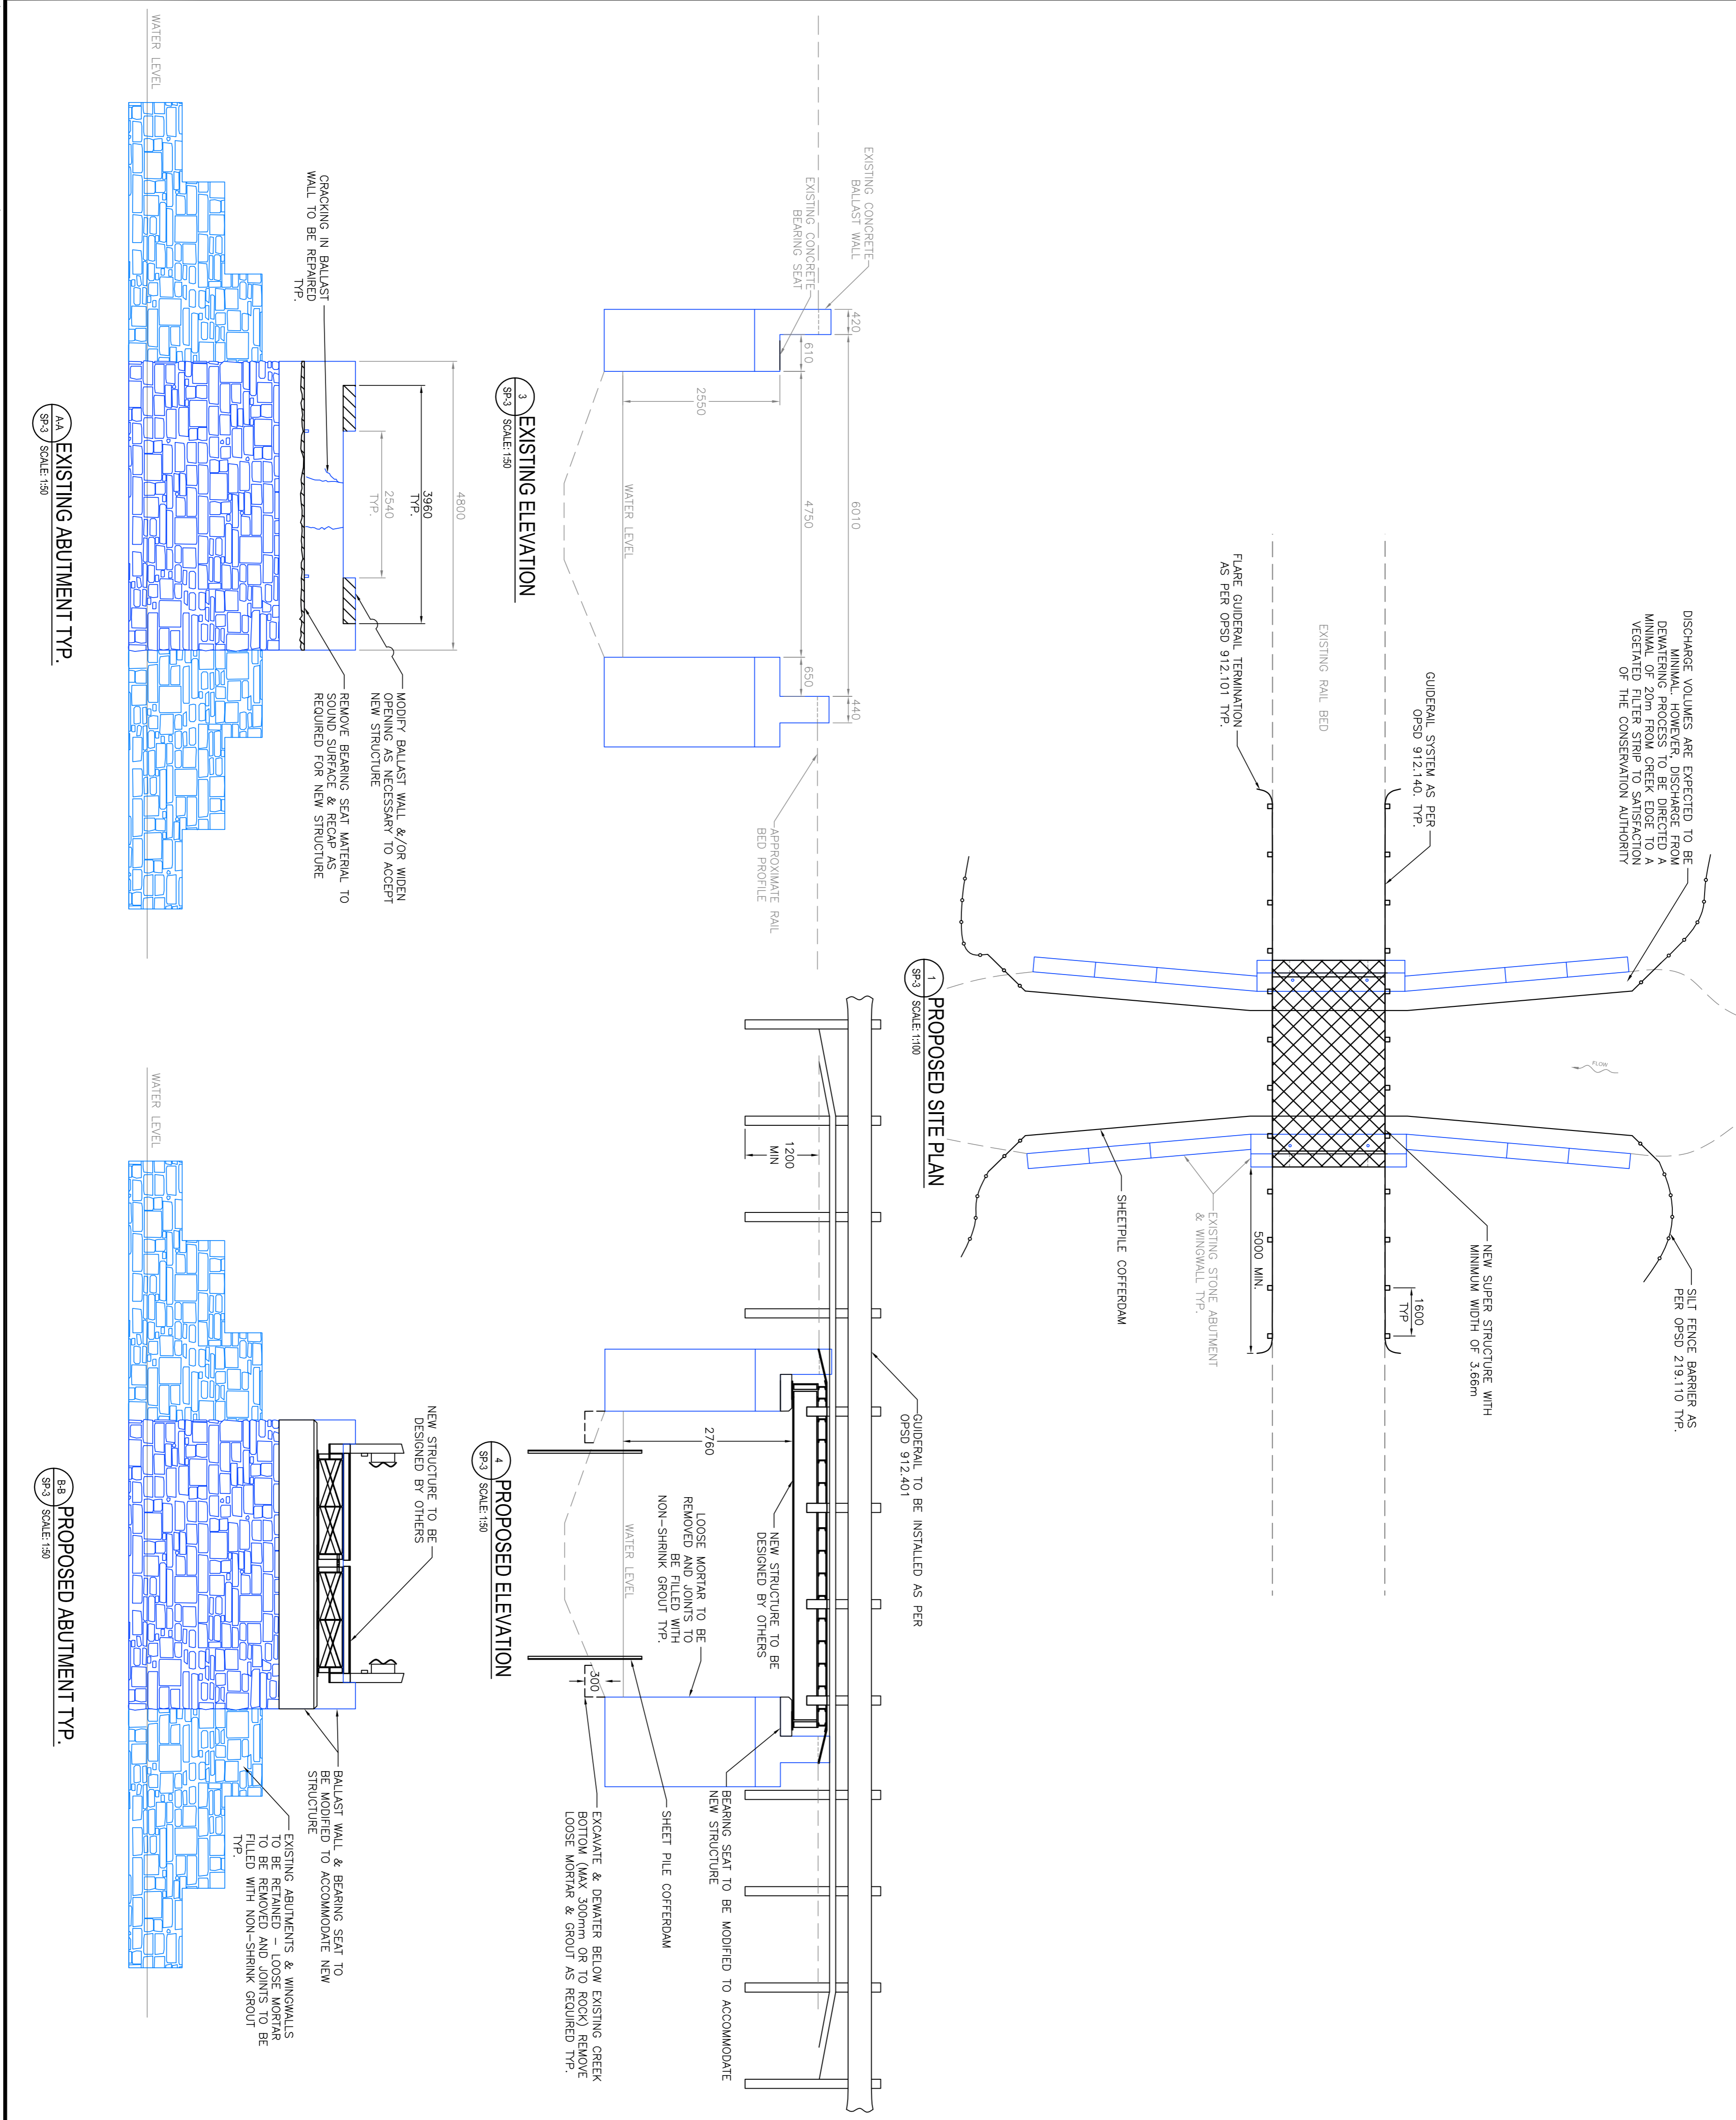 DISCHARGE VOLUMES ARE EXPECTED TO BE
MINIMAL. HOWEVER, DISCHARGE FROM
DEWATERING PROCESS TO BE DIRECTED A
MINIMAL OF 20m FROM CREEK EDGE TO A
VEGETATED FILTER STRIP TO SATISFACTION
OF THE CONSERVATION AUTHORITY
GUIDERAIL SYSTEM AS PER
OPSD 912.140. TYP.
EXISTING RAIL BED
FLARE GUIDERAIL TERMINATION
AS PER OPSD 912.101 TYP.
SILT FENCE BARRIER AS
PER OPSD 219.110 TYP.
FLOW
NEW SUPER STRUCTURE WITH
MINIMUM WIDTH OF 3.66m
1600
TYP
5000 MIN.
EXISTING STONE ABUTMENT
& WINGWALL TYP.
SHEETPILE COFFERDAM
1
SP-3
PROPOSED SITE PLAN
SCALE: 1:100
EXISTING CONCRETE
BALLAST WALL
EXISTING CONCRETE
BEARING SEAT
420
6010
440
610
4750
650
2550
WATER LEVEL
APPROXIMATE RAIL
BED PROFILE
3
SP-3
EXISTING ELEVATION
SCALE: 1:50
GUIDERAIL TO BE INSTALLED AS PER
OPSD 912.401
1200
MIN
2760
NEW STRUCTURE TO BE
DESIGNED BY OTHERS
LOOSE MORTAR TO BE
REMOVED AND JOINTS TO
BE FILLED WITH
NON-SHRINK GROUT TYP.
WATER LEVEL
300
BEARING SEAT TO BE MODIFIED TO ACCOMMODATE
NEW STRUCTURE
SHEET PILE COFFERDAM
EXCAVATE & DEWATER BELOW EXISTING CREEK
BOTTOM (MAX 300mm OR TO ROCK) REMOVE
LOOSE MORTAR & GROUT AS REQUIRED TYP.
4
SP-3
PROPOSED ELEVATION
SCALE: 1:50
WATER LEVEL
CRACKING IN BALLAST
WALL TO BE REPAIRED
TYP.
4800
3960
TYP.
2540
TYP.
MODIFY BALLAST WALL &/OR WIDEN
OPENING AS NECESSARY TO ACCEPT
NEW STRUCTURE
REMOVE BEARING SEAT MATERIAL TO
SOUND SURFACE & RECAP AS
REQUIRED FOR NEW STRUCTURE
A-A
SP-3
EXISTING ABUTMENT TYP.
SCALE: 1:50
WATER LEVEL
NEW STRUCTURE TO BE
DESIGNED BY OTHERS
BALLAST WALL & BEARING SEAT TO
BE MODIFIED TO ACCOMMODATE NEW
STRUCTURE
EXISTING ABUTMENTS & WINGWALLS
TO BE RETAINED - LOOSE MORTAR
TO BE REMOVED AND JOINTS TO BE
FILLED WITH NON-SHRINK GROUT
TYP.
B-B
SP-3
PROPOSED ABUTMENT TYP.
SCALE: 1:50